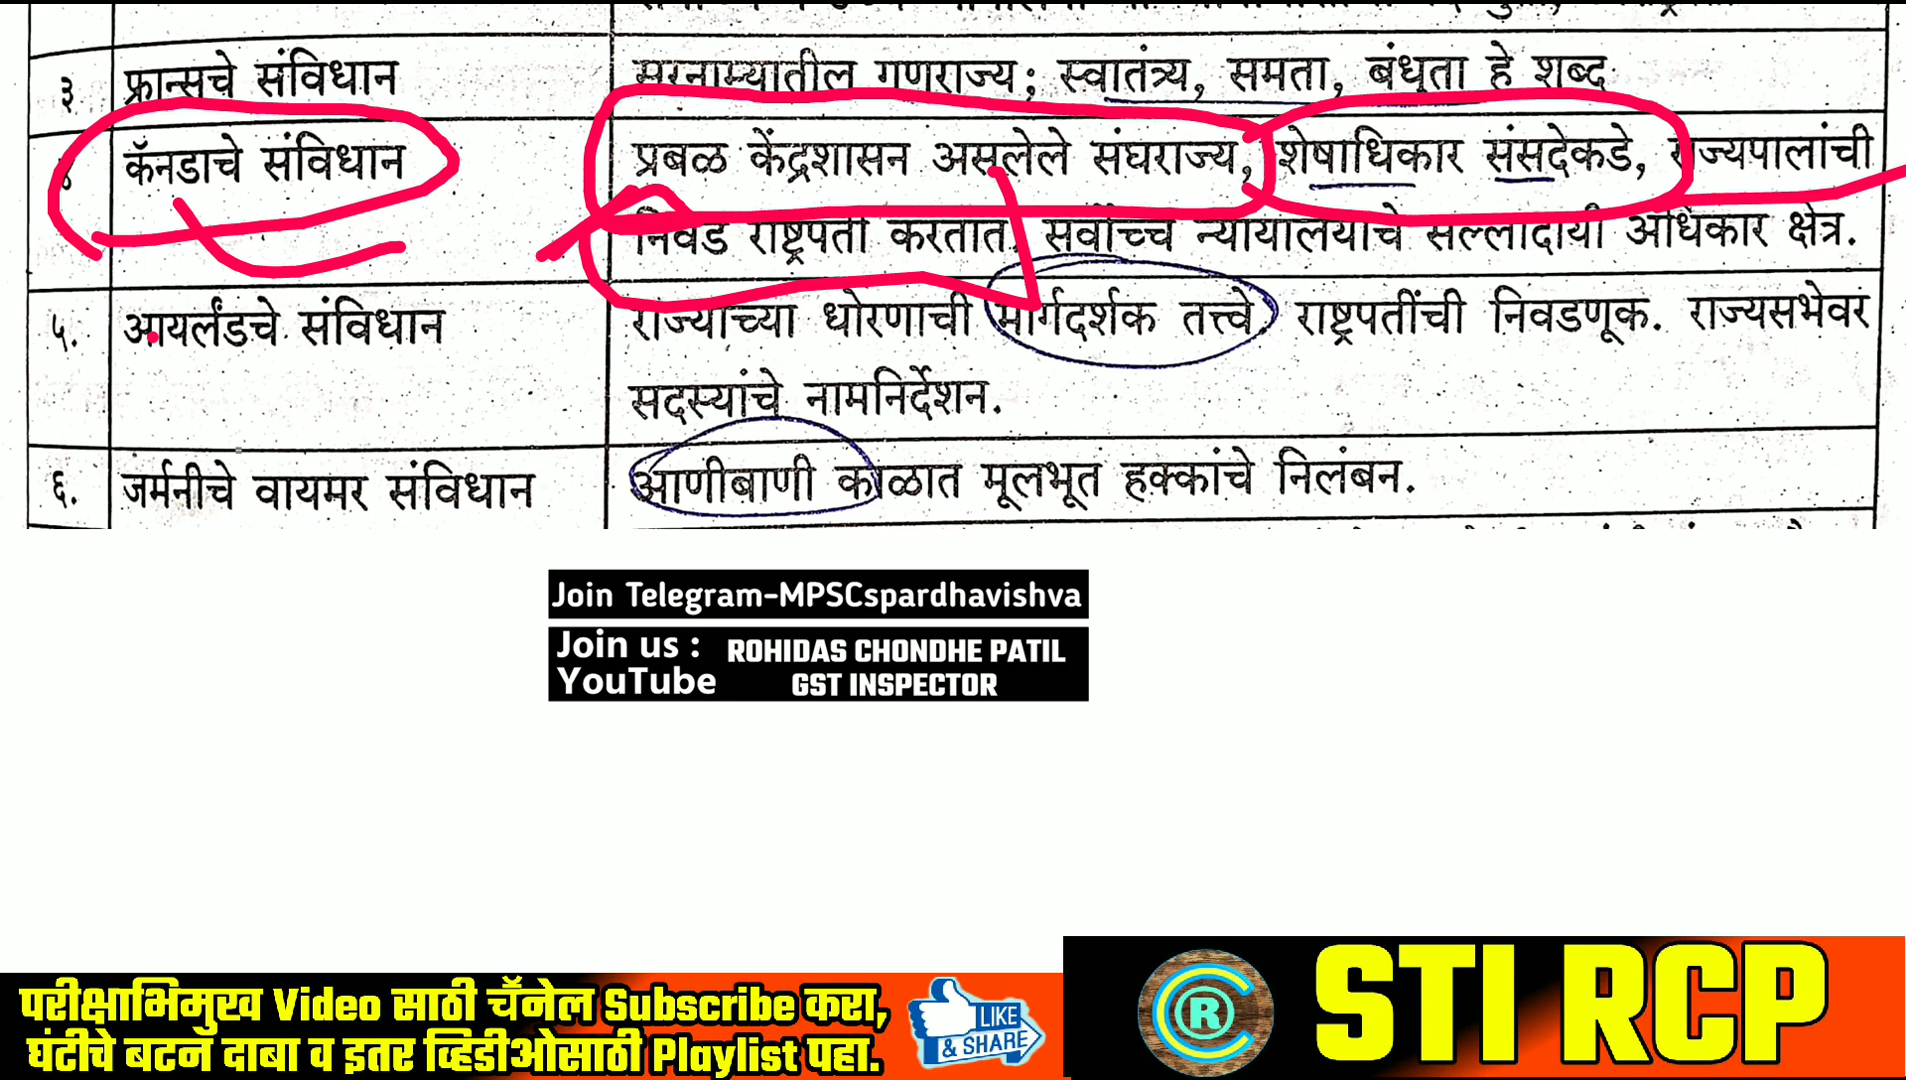 ३ फ्रान्सचे संविधान सरनाम्यातील गणराज्य; स्वातंत्र्य, समता, बंधुता हे शब्द
कॅनडाचे संविधान प्रबळ केंद्रशासन असलेले संघराज्य, शेषाधिकार संसदेकडे, राज्यपालांची
निवड राष्ट्रपती करतात. सर्वोच्च न्यायालयाचे सल्लादायी अधिकार क्षेत्र.
५. आयर्लंडचे संविधान राज्याच्या धोरणाची मार्गदर्शक तत्त्वे, राष्ट्रपतींची निवडणूक. राज्यसभेवर
सदस्यांचे नामनिर्देशन.
६. जर्मनीचे वायमर संविधान आणीबाणी काळात मूलभूत हक्कांचे निलंबन.
Join Telegram-MPSCspardhavishva
Join us : ROHIDAS CHONDHE PATIL
YouTube GST INSPECTOR
परीक्षाभिमुख Video साठी चॅनेल Subscribe करा,
घंटीचे बटन दाबा व इतर व्हिडीओसाठी Playlist पहा.
LIKE
& SHARE
C R
STI RCP